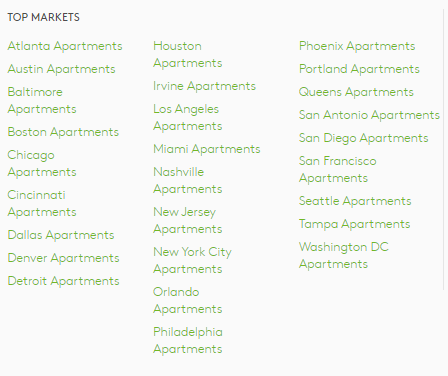 TOP MARKETS
Atlanta Apartments
Austin Apartments
Baltimore
Apartments
Boston Apartments
Chicago
Apartments
Cincinnati
Apartments
Dallas Apartments
Denver Apartments
Detroit Apartments
Houston
Apartments
Irvine Apartments
Los Angeles
Apartments
Miami Apartments
Nashville
Apartments
New Jersey
Apartments
New York City
Apartments
Orlando
Apartments
Philadelphia
Apartments
Phoenix Apartments
Portland Apartments
Queens Apartments
San Antonio Apartments
San Diego Apartments
San Francisco
Apartments
Seattle Apartments
Tampa Apartments
Washington DC
Apartments